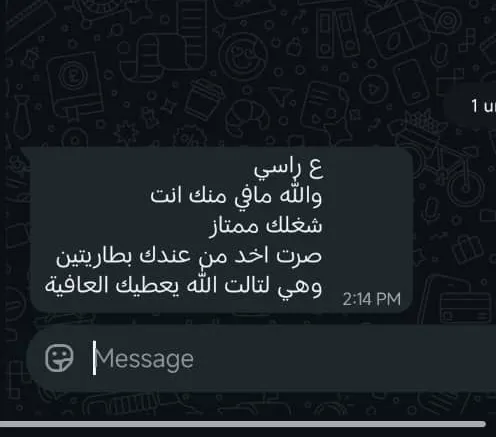 1 u
ع راسي
والله مافي منك انت
شغلك ممتاز
صرت اخد من عندك بطاريتين
وهي لتالت الله يعطيك العافية
2:14 PM
Message